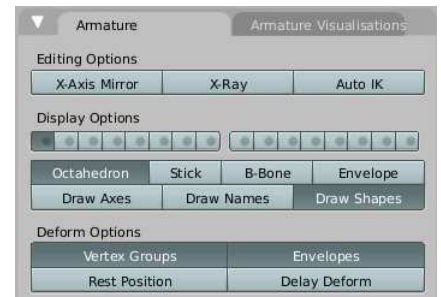 Armature Armature Visualisations
Editing Options
X-Axis Mirror X-Ray Auto IK
Display Options
Octahedron Stick B-Bone Envelope
Draw Axes Draw Names Draw Shapes
Deform Options
Vertex Groups Envelopes
Rest Position Delay Deform